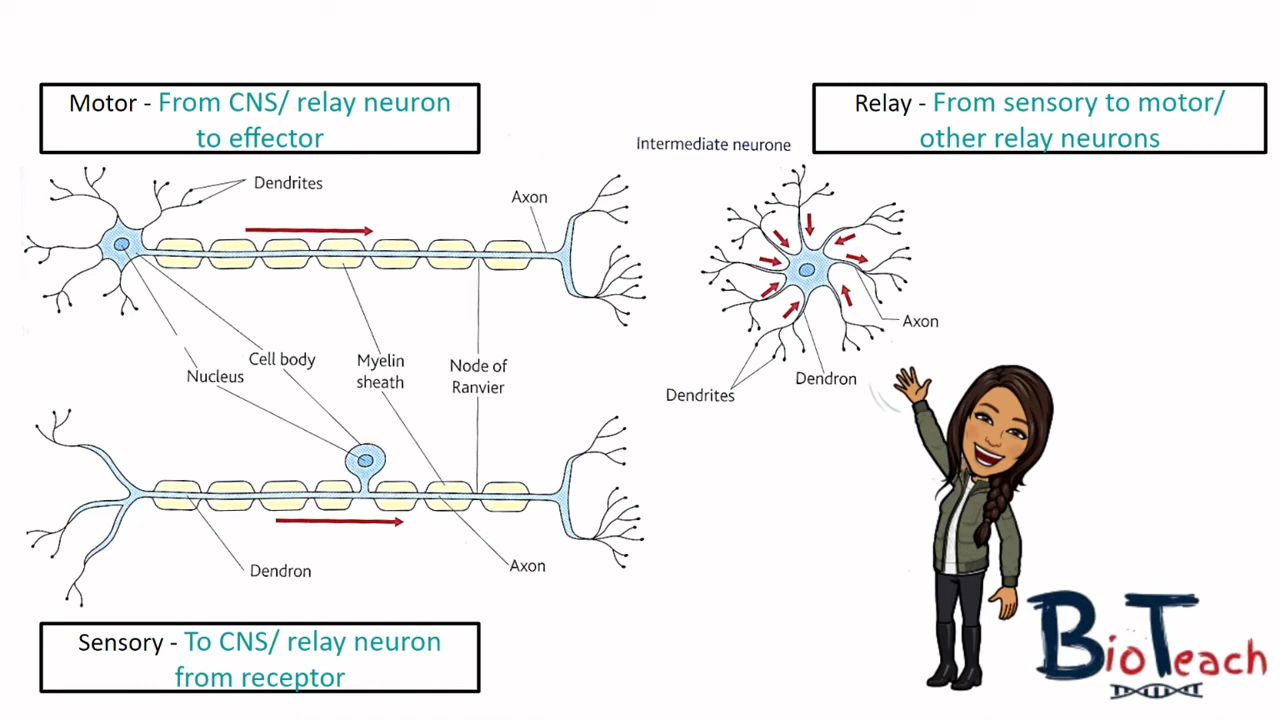 Motor - From CNS/ relay neuron
to effector
Relay - From sensory to motor/
other relay neurons
Intermediate neurone
Dendrites
Axon
Axon
Cell body
Nucleus
Myelin
sheath
Node of
Ranvier
Dendrites
Dendron
Dendron
Axon
Sensory - To CNS/ relay neuron
from receptor
BioTeach